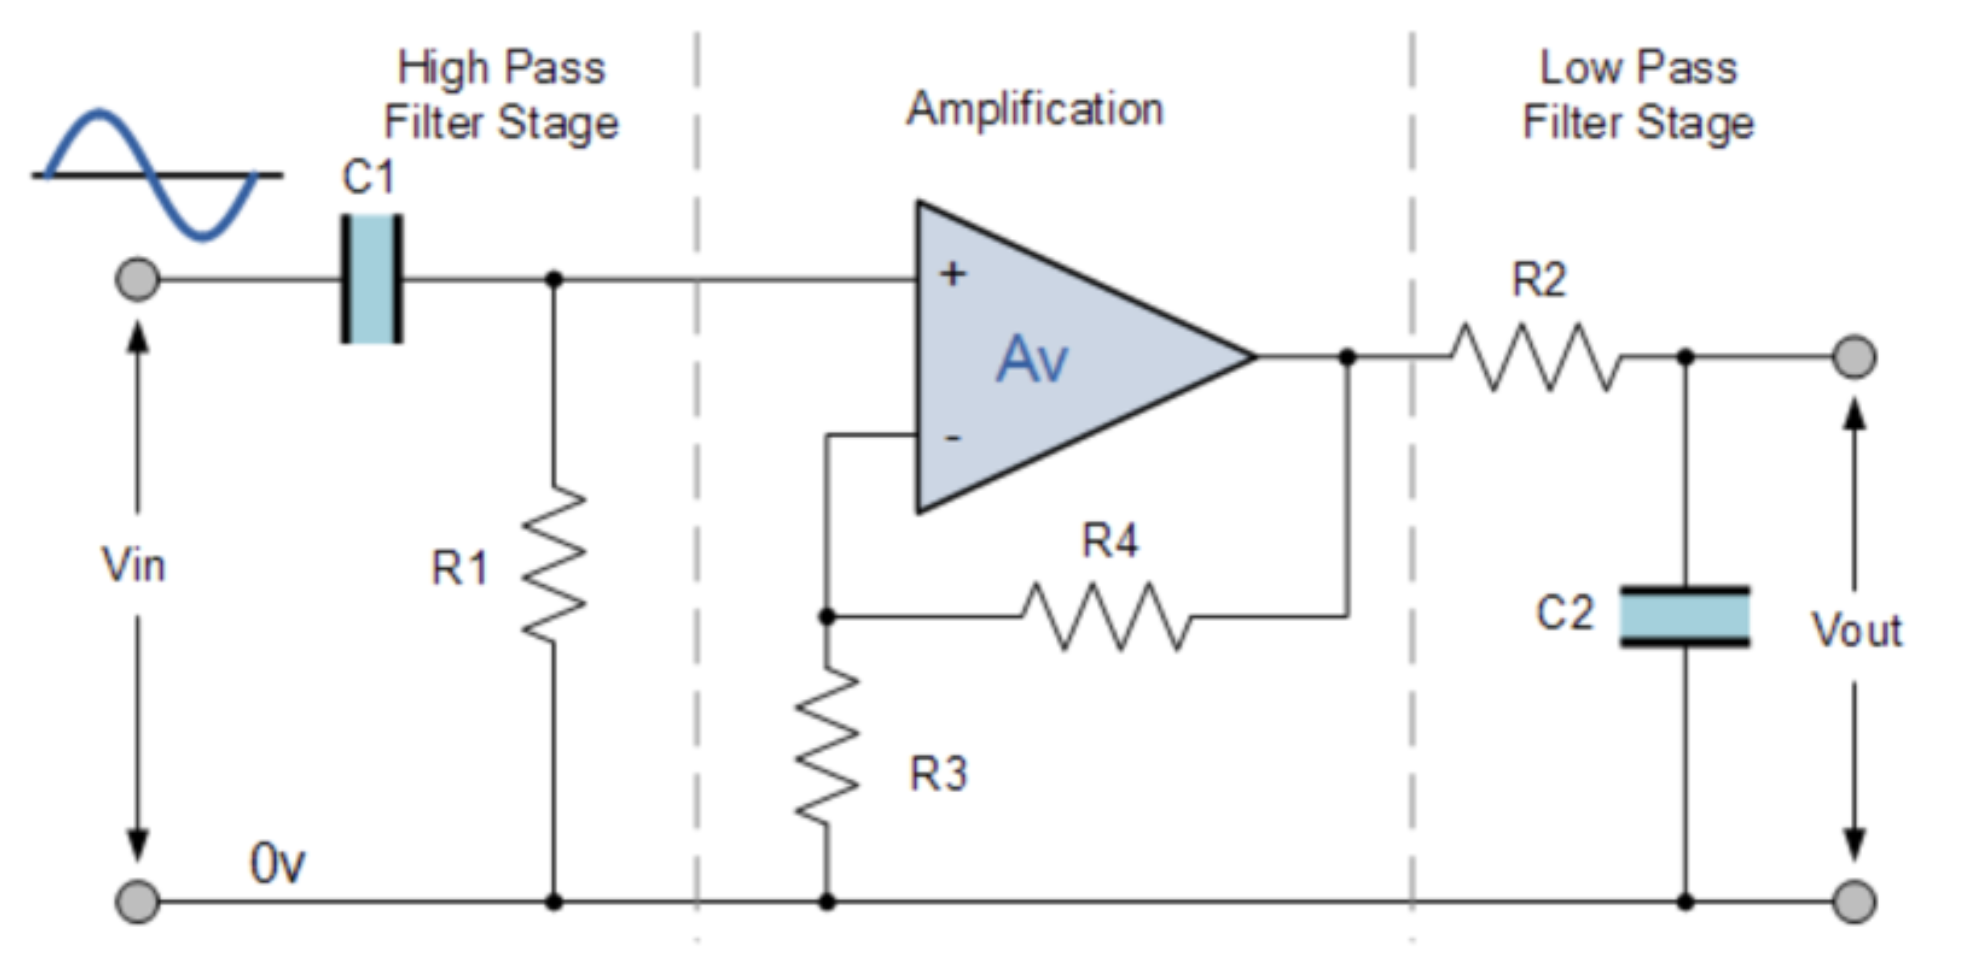 High Pass
Filter Stage
Amplification
Low Pass
Filter Stage
C1
+
Av
-
R2
R4
R1
Vin
C2
Vout
R3
0v